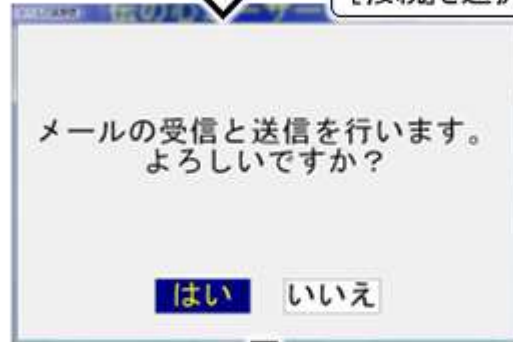 メールの受信と送信を行います。
よろしいですか？
はい いいえ